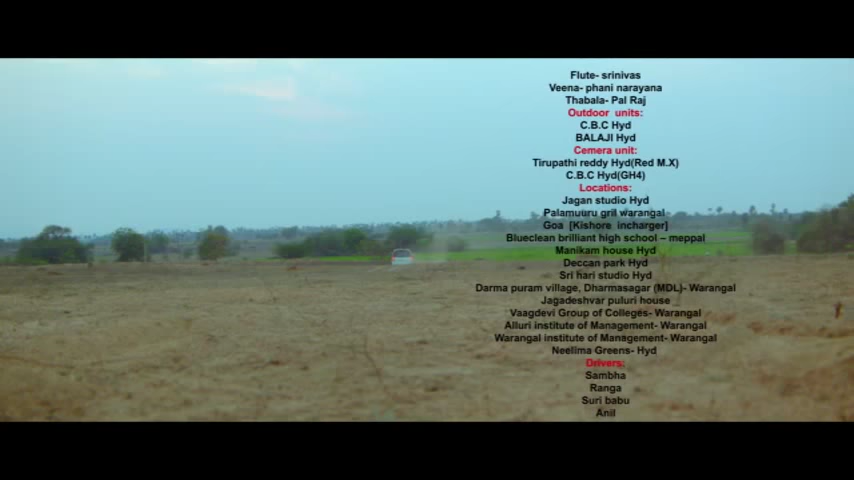 Flute- srinivas
Veena- phani narayana
Thabala- Pal Raj
Outdoor units:
C.B.C Hyd
BALAJI Hyd
Cemera unit:
Tirupathi reddy Hyd(Red M.X)
C.B.C Hyd(GH4)
Locations:
Jagan studio Hyd
Palamuuru gril warangal
Goa [Kishore incharger]
Blueclean brilliant high school – meppal
Manikam house Hyd
Deccan park Hyd
Sri hari studio Hyd
Darma puram village, Dharmasagar (MDL)- Warangal
Jagadeshvar puluri house
Vaagdevi Group of Colleges- Warangal
Alluri institute of Management- Warangal
Warangal institute of Management- Warangal
Neelima Greens- Hyd
Drivers:
Sambha
Ranga
Suri babu
Anil